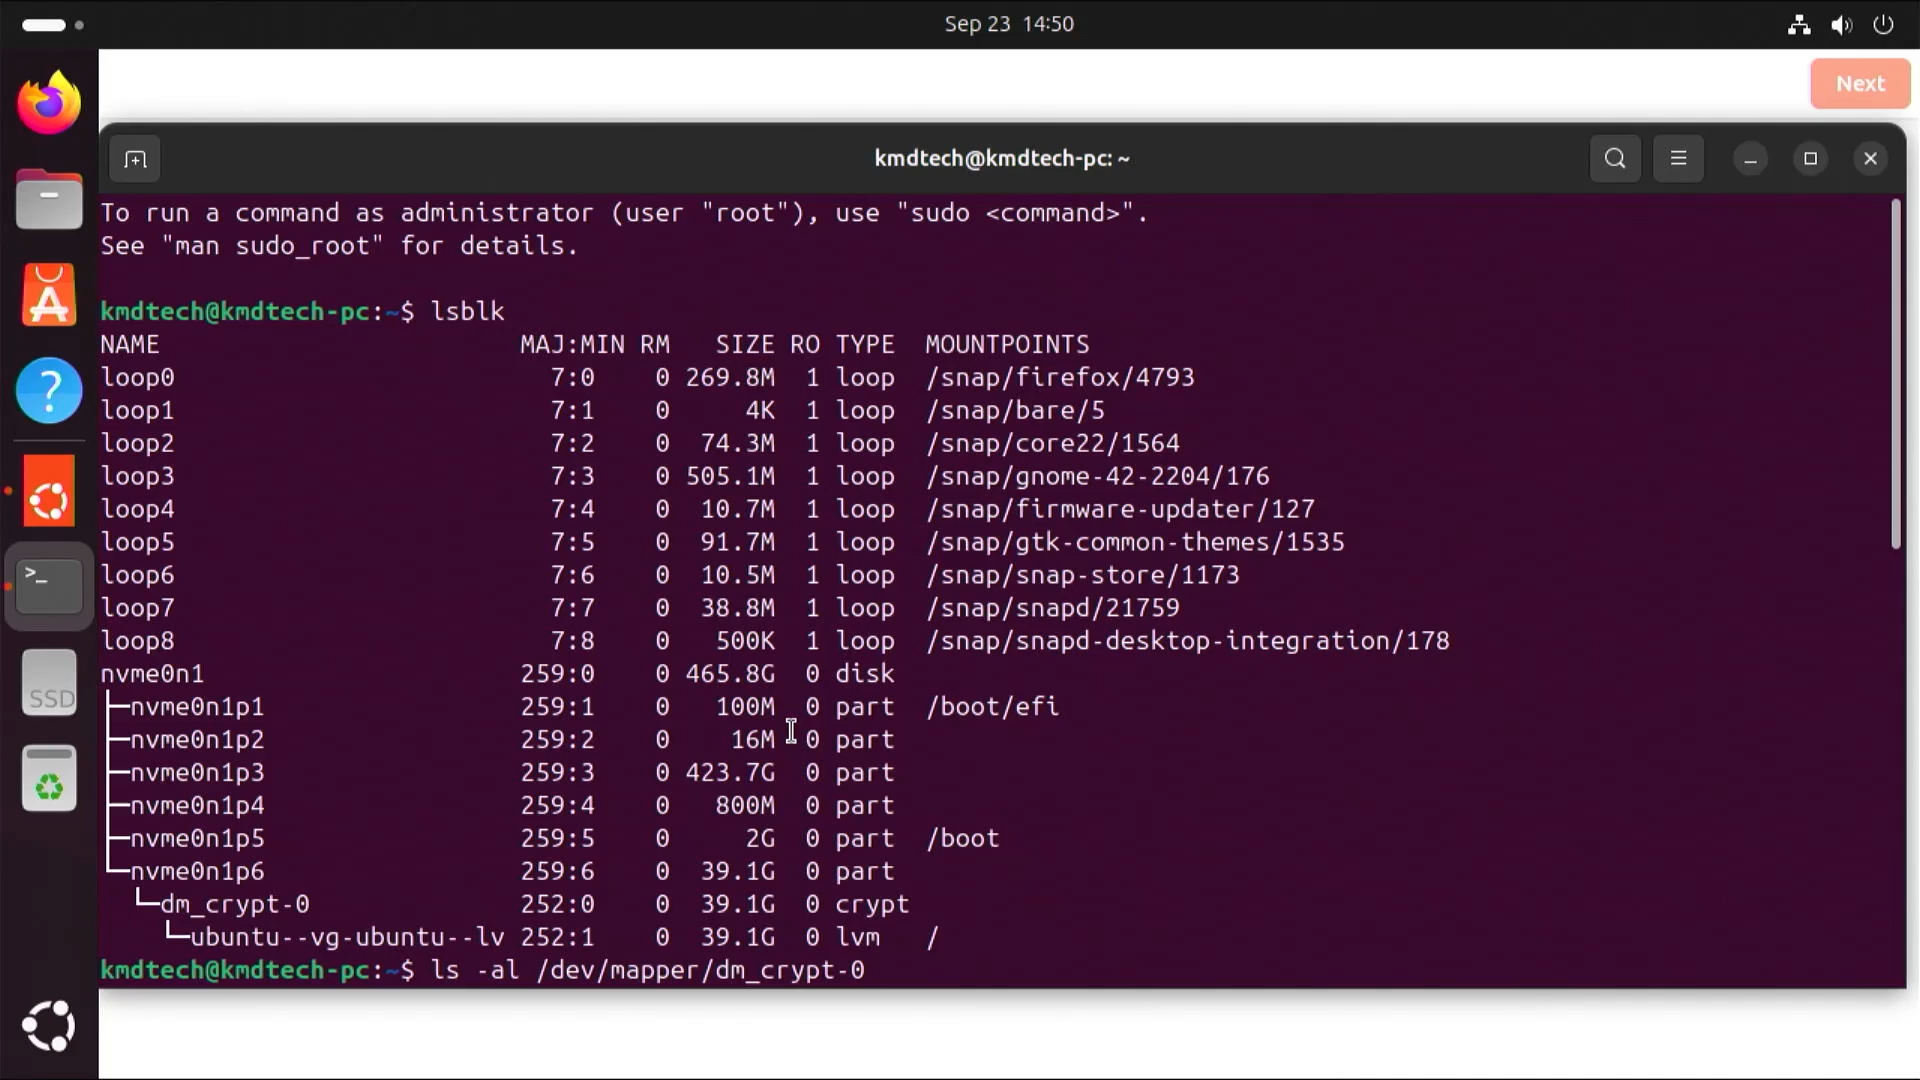 Sep 23 14:50
Next
kmdtech@kmdtech-pc: ~
To run a command as administrator (user "root"), use "sudo <command>".
See "man sudo_root" for details.
kmdtech@kmdtech-pc:~$ lsblk
NAME MAJ:MIN RM SIZE RO TYPE MOUNTPOINTS
loop0 7:0 0 269.8M 1 loop /snap/firefox/4793
loop1 7:1 0 4K 1 loop /snap/bare/5
loop2 7:2 0 74.3M 1 loop /snap/core22/1564
loop3 7:3 0 505.1M 1 loop /snap/gnome-42-2204/176
loop4 7:4 0 10.7M 1 loop /snap/firmware-updater/127
loop5 7:5 0 91.7M 1 loop /snap/gtk-common-themes/1535
loop6 7:6 0 10.5M 1 loop /snap/snap-store/1173
loop7 7:7 0 38.8M 1 loop /snap/snapd/21759
loop8 7:8 0 500K 1 loop /snap/snapd-desktop-integration/178
nvme0n1 259:0 0 465.8G 0 disk
├─nvme0n1p1 259:1 0 100M 0 part /boot/efi
├─nvme0n1p2 259:2 0 16M 0 part
├─nvme0n1p3 259:3 0 423.7G 0 part
├─nvme0n1p4 259:4 0 800M 0 part
├─nvme0n1p5 259:5 0 2G 0 part /boot
└─nvme0n1p6 259:6 0 39.1G 0 part
└─dm_crypt-0 252:0 0 39.1G 0 crypt
└─ubuntu--vg-ubuntu--lv 252:1 0 39.1G 0 lvm /
kmdtech@kmdtech-pc:~$ ls -al /dev/mapper/dm_crypt-0
SSD